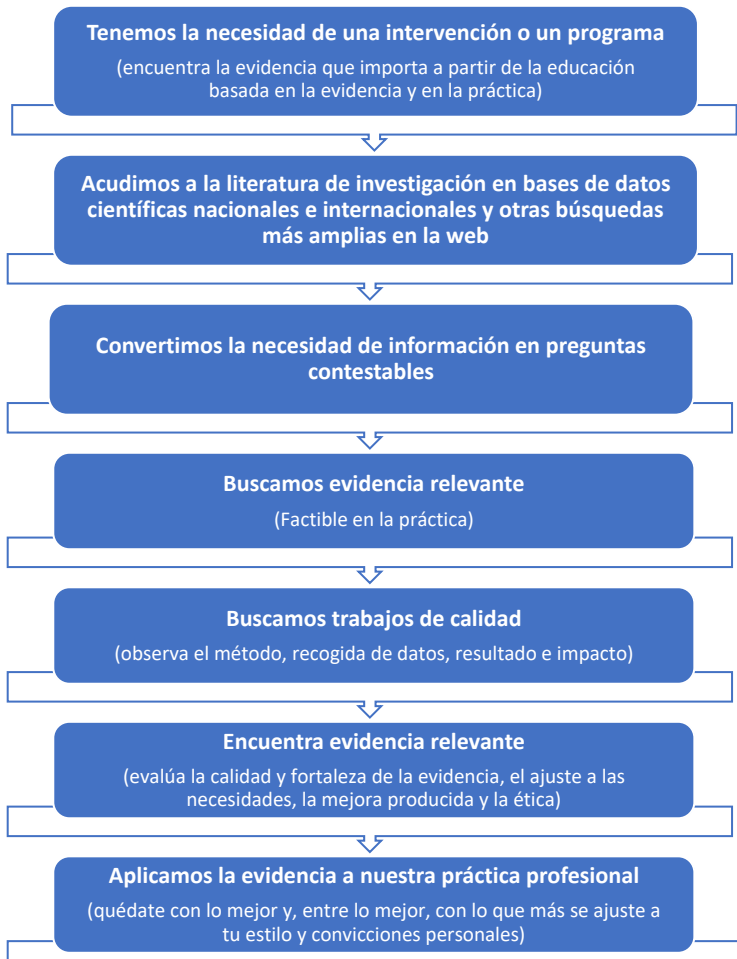 Tenemos la necesidad de una intervención o un programa
(encuentra la evidencia que importa a partir de la educación
basada en la evidencia y en la práctica)
Acudimos a la literatura de investigación en bases de datos
científicas nacionales e internacionales y otras búsquedas
más amplias en la web
Convertimos la necesidad de información en preguntas
contestables
Buscamos evidencia relevante
(Factible en la práctica)
Buscamos trabajos de calidad
(observa el método, recogida de datos, resultado e impacto)
Encuentra evidencia relevante
(evalúa la calidad y fortaleza de la evidencia, el ajuste a las
necesidades, la mejora producida y la ética)
Aplicamos la evidencia a nuestra práctica profesional
(quédate con lo mejor y, entre lo mejor, con lo que más se ajuste a
tu estilo y convicciones personales)